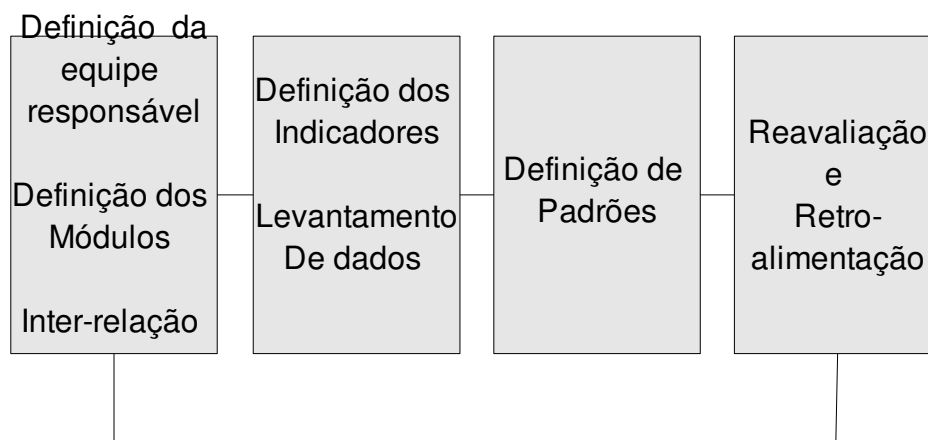 Definição da
equipe
responsável
Definição dos
Módulos
Inter-relação
Definição dos
Indicadores
Levantamento
De dados
Definição de
Padrões
Reavaliação
e
Retro-
alimentação